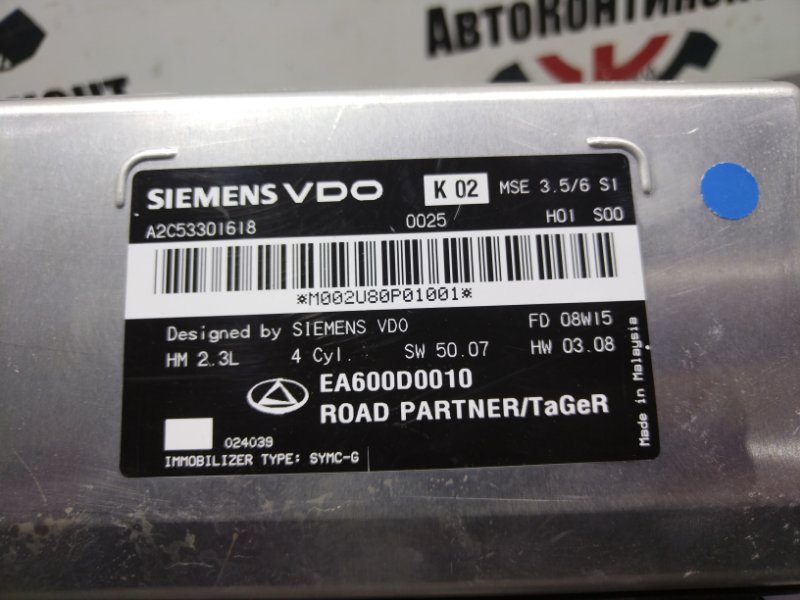 АВТОКОНТИНЕНТ
SIEMENS VDO K 02 MSE 3.5/6 S1
A2C53301618 0025 H01 S00
*M002U80P01001*
Designed by SIEMENS VDO FD 08W15
HM 2.3L 4 Cyl. SW 50.07 HW 03.08
EA600D0010
ROAD PARTNER/TaGeR
024039
IMMOBILIZER TYPE: SYMC-G
Made in Malaysia